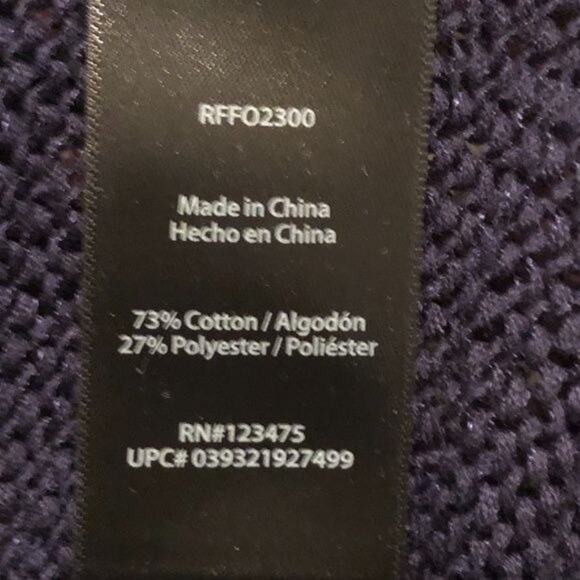 RFFO2300
Made in China
Hecho en China
73% Cotton / Algodón
27% Polyester / Poliéster
RN#123475
UPC# 039321927499